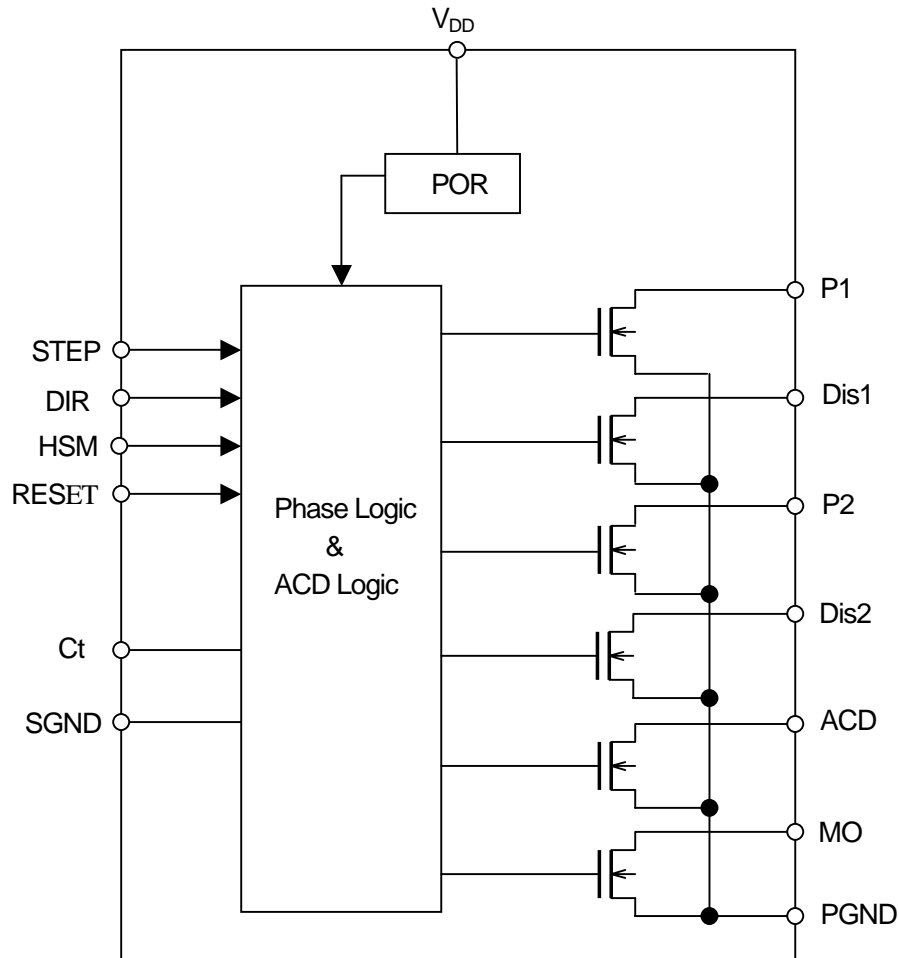 VDD
POR
P1
STEP
DIR
Dis1
HSM
RESET
Phase Logic
&
ACD Logic
P2
Dis2
Ct
SGND
ACD
MO
PGND